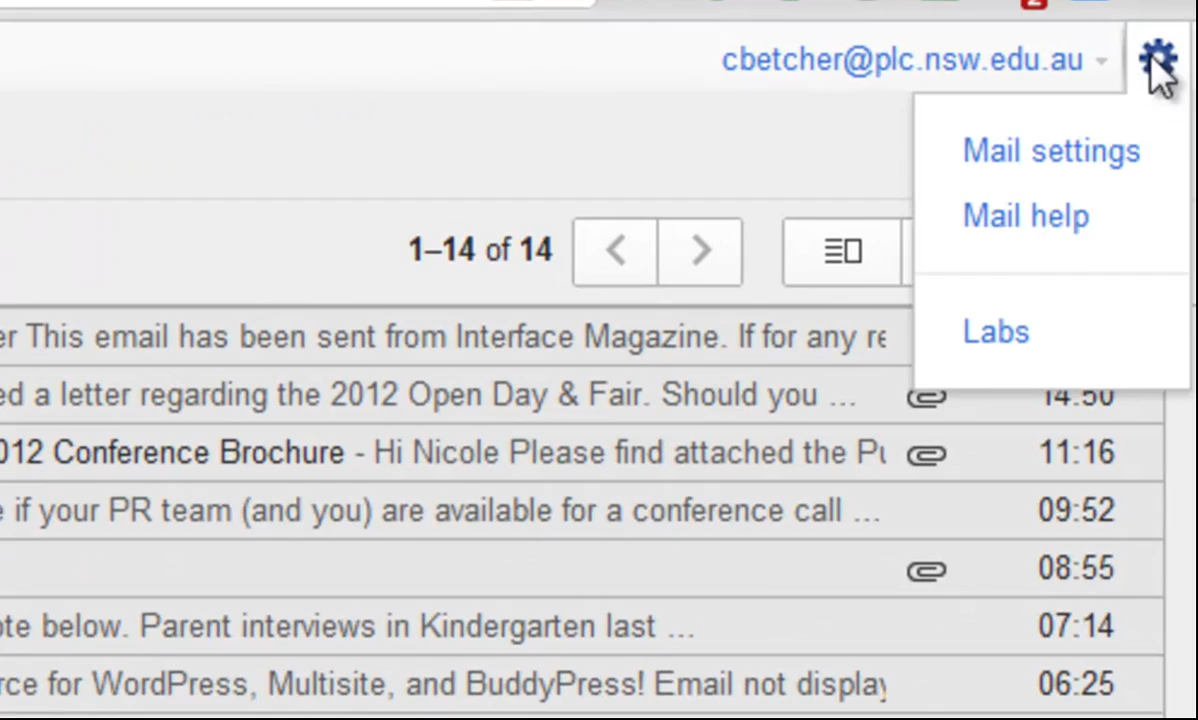 2
cbetcher@plc.nsw.edu.au
Mail settings
Mail help
1–14 of 14
Labs
er This email has been sent from Interface Magazine. If for any re
ed a letter regarding the 2012 Open Day & Fair. Should you ... 14:50
012 Conference Brochure - Hi Nicole Please find attached the Pu 11:16
e if your PR team (and you) are available for a conference call ... 09:52
08:55
ote below. Parent interviews in Kindergarten last ... 07:14
rce for WordPress, Multisite, and BuddyPress! Email not display 06:25